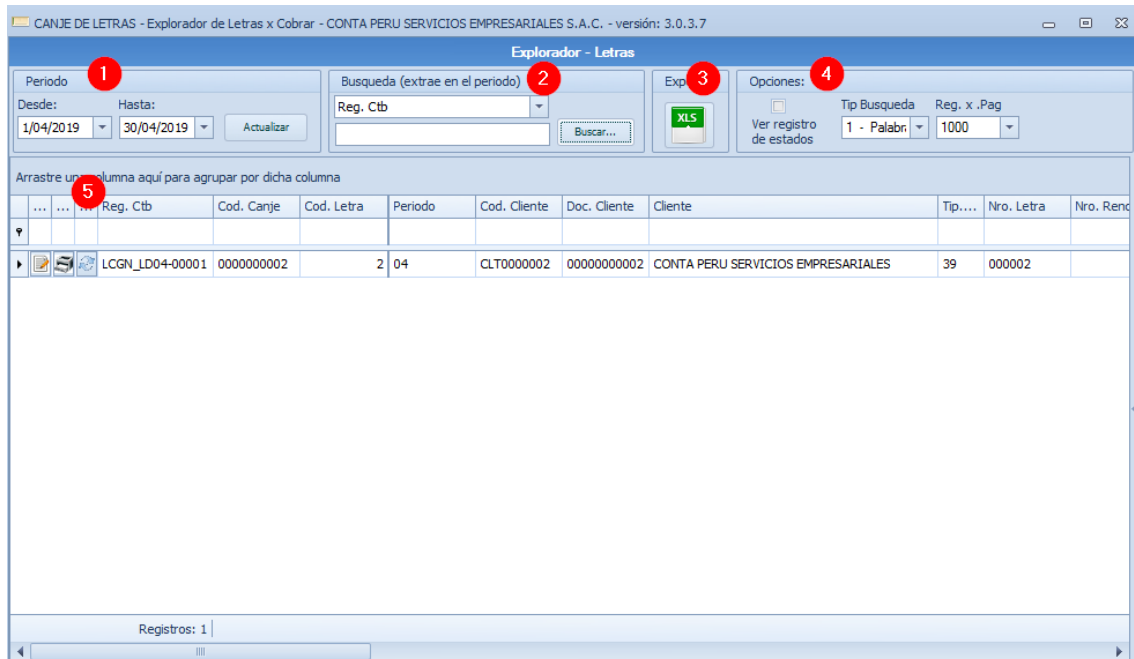 CANJE DE LETRAS - Explorador de Letras x Cobrar - CONTA PERU SERVICIOS EMPRESARIALES S.A.C. - versión: 3.0.3.7
Explorador - Letras
Periodo 1
Desde: Hasta:
1/04/2019 30/04/2019 Actualizar
Busqueda (extrae en el periodo) 2
Reg. Ctb
Buscar...
Exp 3
XLS
Opciones: 4
Ver registro de estados
Tip Busqueda Reg. x .Pag
1 - Palabr 1000
Arrastre una columna aquí para agrupar por dicha columna
5
... ... ... Reg. Ctb Cod. Canje Cod. Letra Periodo Cod. Cliente Doc. Cliente Cliente Tip.... Nro. Letra Nro. Rend
LCGN_LD04-00001 0000000002 2 04 CLT0000002 00000000002 CONTA PERU SERVICIOS EMPRESARIALES 39 000002
Registros: 1